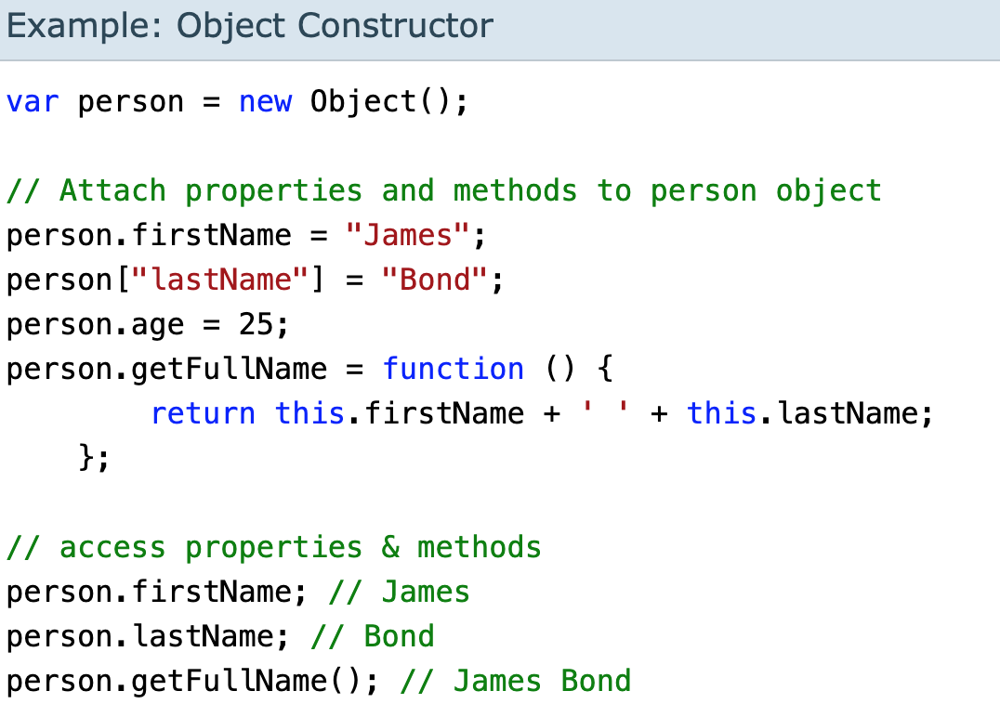 Example: Object Constructor
var person = new Object();
// Attach properties and methods to person object
person.firstName = "James";
person["lastName"] = "Bond";
person.age = 25;
person.getFullName = function () {
        return this.firstName + ' ' + this.lastName;
    };
// access properties & methods
person.firstName; // James
person.lastName; // Bond
person.getFullName(); // James Bond